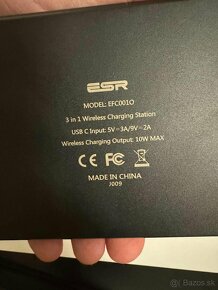 ESR
MODEL: EFC001O
3 in 1 Wireless Charging Station
USB C Input: 5V⎓3A/9V⎓2A
Wireless Charging Output: 10W MAX
CE FC
MADE IN CHINA
J009
bazos.sk